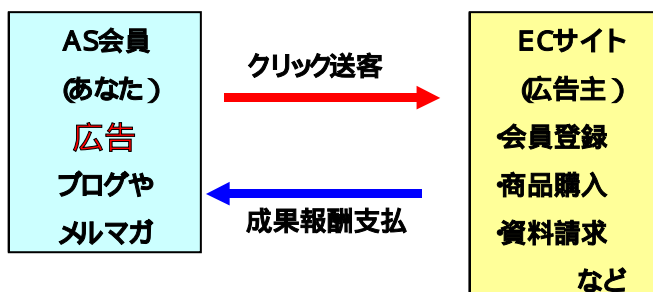 AS会員
(あなた)
広告
ブログや
メルマガ
クリック送客
成果報酬支払
ECサイト
(広告主)
・会員登録
・商品購入
・資料請求
など